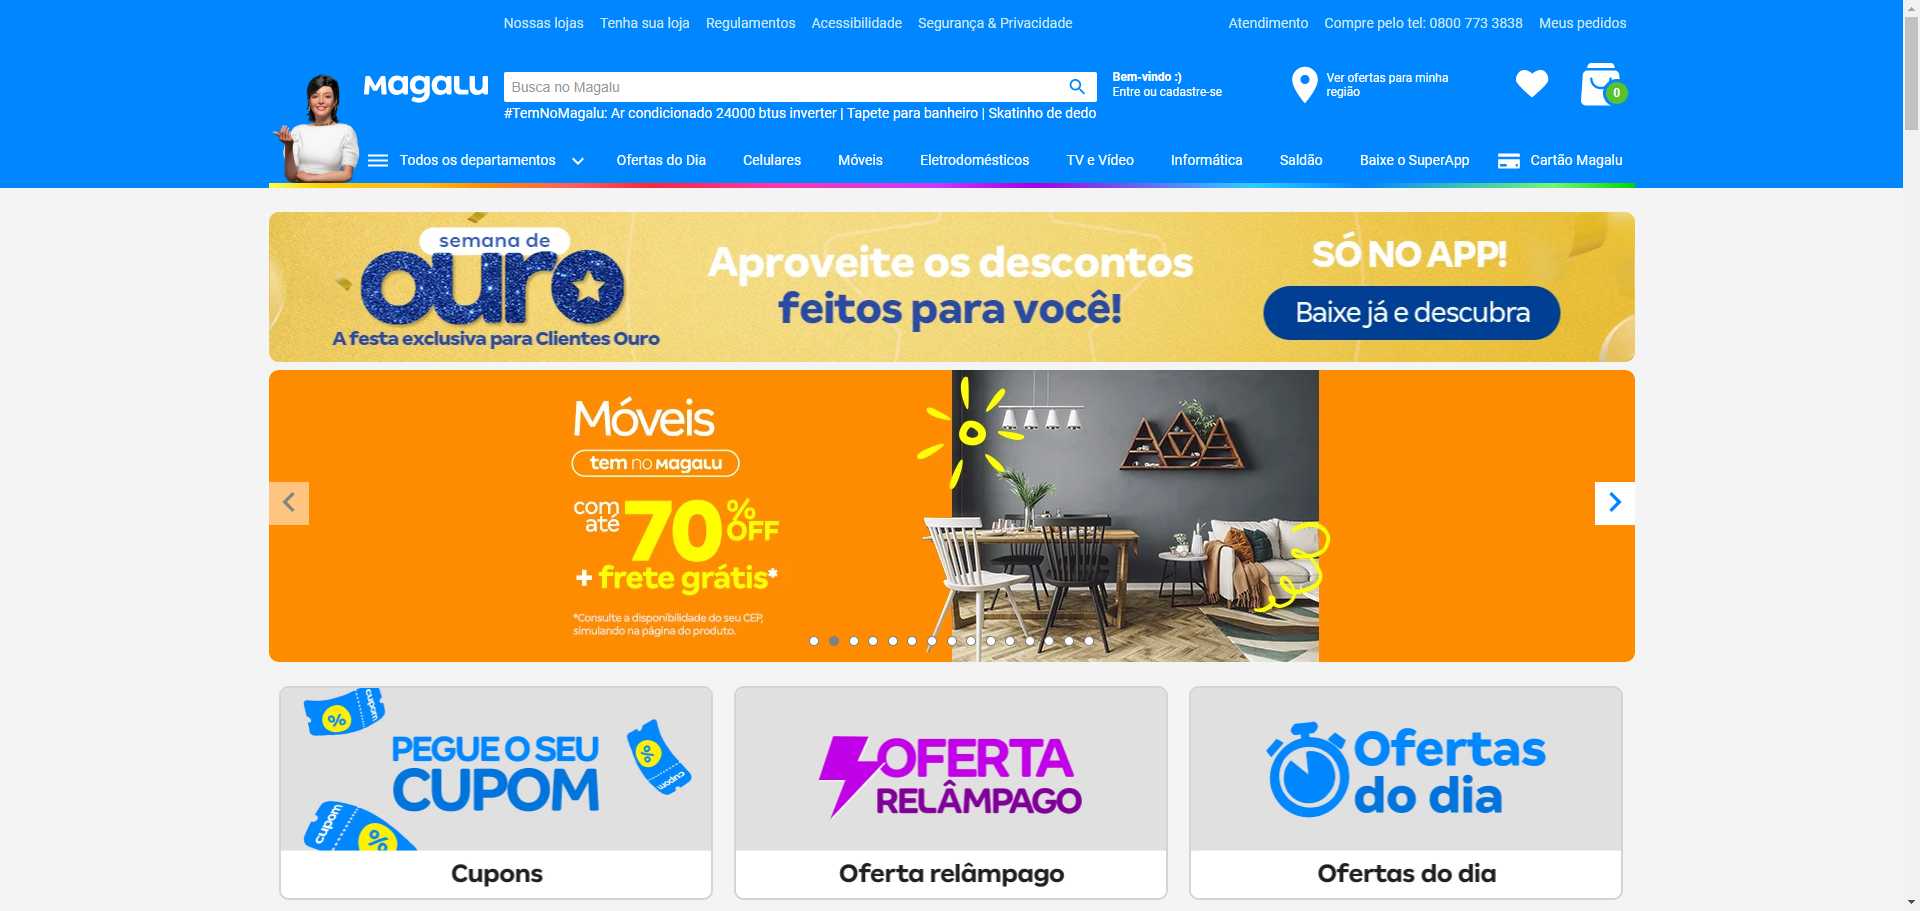 Nossas lojas Tenha sua loja Regulamentos Acessibilidade Segurança & Privacidade Atendimento Compre pelo tel: 0800 773 3838 Meus pedidos
Magalu
Busca no Magalu
#TemNoMagalu: Ar condicionado 24000 btus inverter | Tapete para banheiro | Skatinho de dedo
Bem-vindo :)
Entre ou cadastre-se
Ver ofertas para minha
região
0
Todos os departamentos Ofertas do Dia Celulares Móveis Eletrodomésticos TV e Vídeo Informática Saldão Baixe o SuperApp Cartão Magalu
semana de
ouro
A festa exclusiva para Clientes Ouro
Aproveite os descontos
feitos para você!
SÓ NO APP!
Baixe já e descubra
Móveis
tem no Magalu
com até 70% OFF
+ frete grátis*
*Consulte a disponibilidade do seu CEP,
simulando na página do produto.
cupom
%
PEGUE O SEU
CUPOM
%
cupom
cupom
%
Cupons
OFERTA
RELÂMPAGO
Oferta relâmpago
Ofertas
do dia
Ofertas do dia